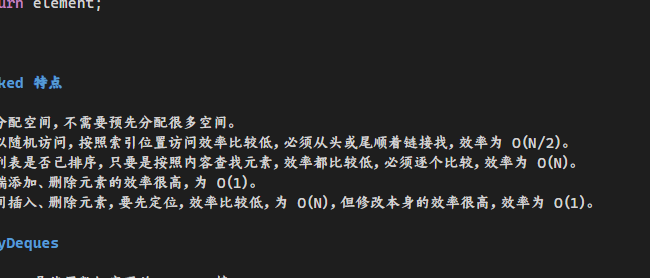 urn element;
ked 特点
分配空间,不需要预先分配很多空间。
以随机访问,按照索引位置访问效率比较低,必须从头或尾顺着链接找,效率为 O(N/2)。
列表是否已排序,只要是按照内容查找元素,效率都比较低,必须逐个比较,效率为 O(N)。
端添加、删除元素的效率很高,为 O(1)。
间插入、删除元素,要先定位,效率比较低,为 O(N),但修改本身的效率很高,效率为 O(1)。
yDeques